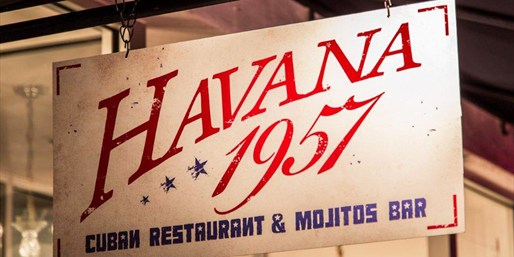 HAVANA
1957
CUBAN RESTAURANT & MOJITOS BAR